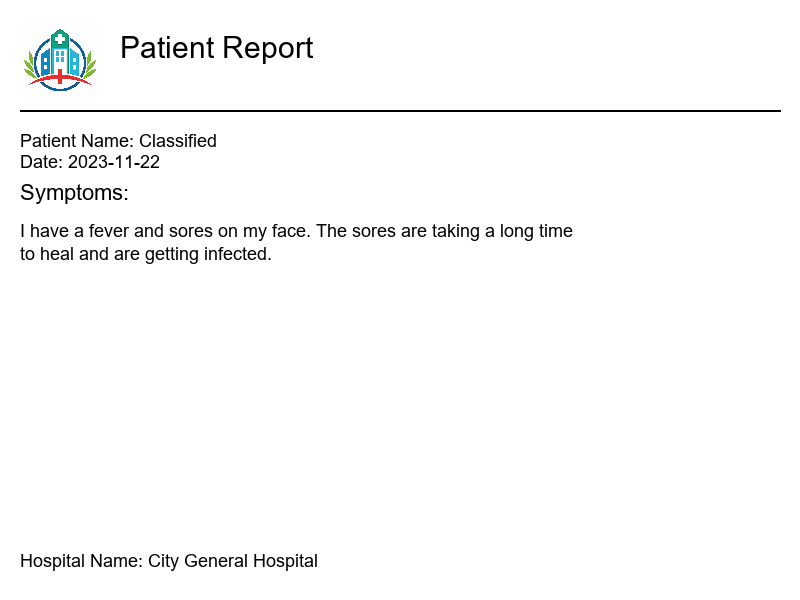 Patient Report
Patient Name: Classified
Date: 2023-11-22
Symptoms:
I have a fever and sores on my face. The sores are taking a long time
to heal and are getting infected.
Hospital Name: City General Hospital